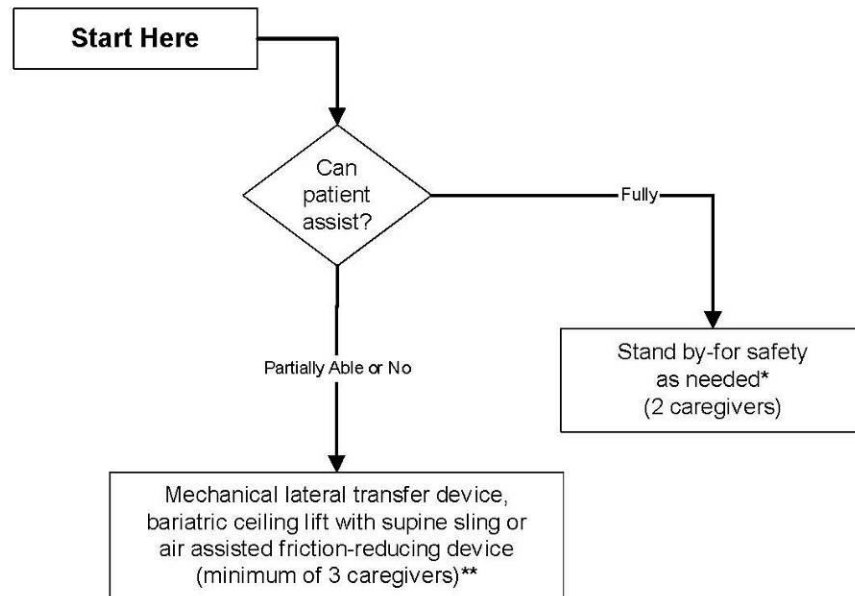 Start Here
Can
patient
assist?
Fully
Partially Able or No
Stand by-for safety
as needed*
(2 caregivers)
Mechanical lateral transfer device,
bariatric ceiling lift with supine sling or
air assisted friction-reducing device
(minimum of 3 caregivers)**